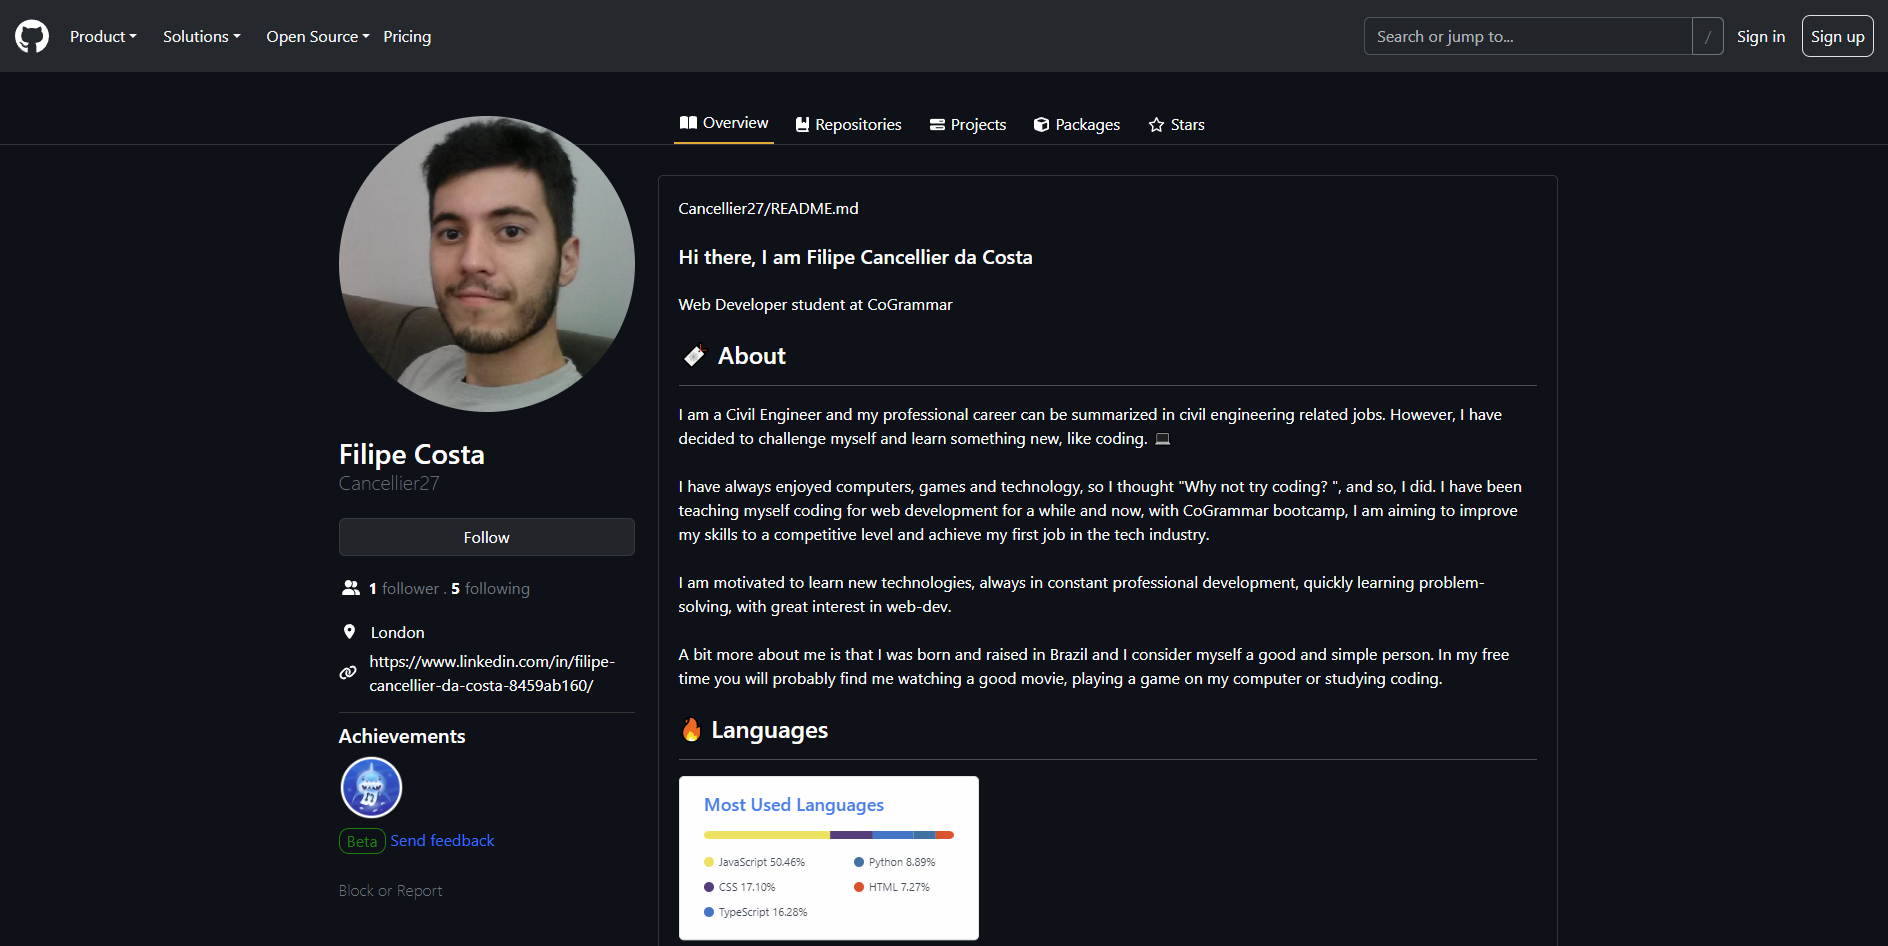 Product Solutions Open Source Pricing Search or jump to... / Sign in Sign up
Overview Repositories Projects Packages Stars
Filipe Costa
Cancellier27
Follow
1 follower . 5 following
London
https://www.linkedin.com/in/filipe-
cancellier-da-costa-8459ab160/
Achievements
Beta Send feedback
Block or Report
Cancellier27/README.md
Hi there, I am Filipe Cancellier da Costa
Web Developer student at CoGrammar
About
I am a Civil Engineer and my professional career can be summarized in civil engineering related jobs. However, I have
decided to challenge myself and learn something new, like coding. 💻
I have always enjoyed computers, games and technology, so I thought "Why not try coding? ", and so, I did. I have been
teaching myself coding for web development for a while and now, with CoGrammar bootcamp, I am aiming to improve
my skills to a competitive level and achieve my first job in the tech industry.
I am motivated to learn new technologies, always in constant professional development, quickly learning problem-
solving, with great interest in web-dev.
A bit more about me is that I was born and raised in Brazil and I consider myself a good and simple person. In my free
time you will probably find me watching a good movie, playing a game on my computer or studying coding.
🔥 Languages
Most Used Languages
JavaScript 50.46%
CSS 17.10%
TypeScript 16.28%
Python 8.89%
HTML 7.27%